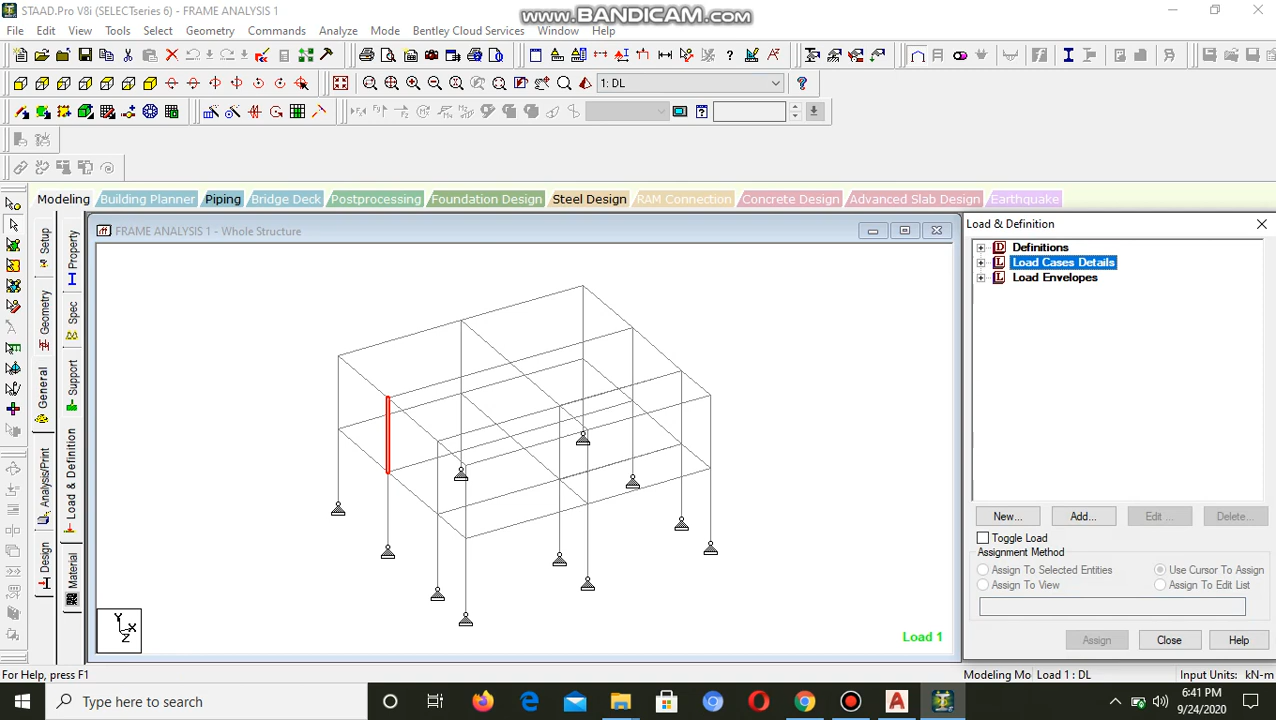 STAAD.Pro V8i (SELECTseries 6) - FRAME ANALYSIS 1
www.BANDICAM.com
File Edit View Tools Select Geometry Commands Analyze Mode Bentley Cloud Services Window Help
1: DL
Modeling Building Planner Piping Bridge Deck Postprocessing Foundation Design Steel Design RAM Connection Concrete Design Advanced Slab Design Earthquake
Setup
Geometry
General
Analysis/Print
Design
Property
Spec
Support
Load & Definition
Material
FRAME ANALYSIS 1 - Whole Structure
Y
X
Z
Load 1
Load & Definition
Definitions
Load Cases Details
Load Envelopes
New... Add... Edit ... Delete...
Toggle Load
Assignment Method
Assign To Selected Entities Use Cursor To Assign
Assign To View Assign To Edit List
Assign Close Help
For Help, press F1
Modeling Mo Load 1 : DL Input Units: kN-m
Type here to search
6:41 PM
9/24/2020